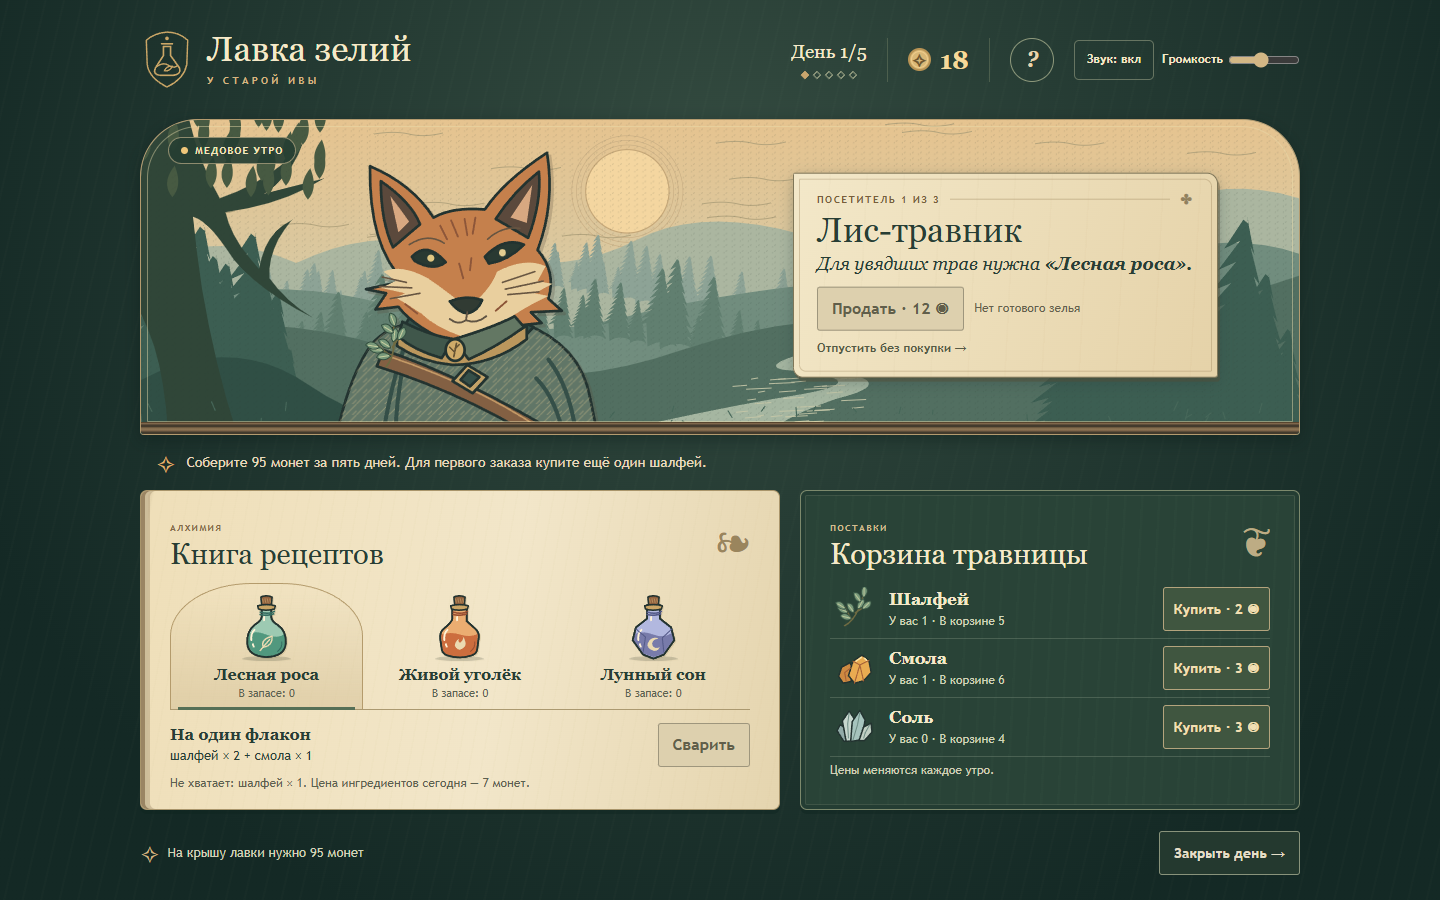 Лавка зелий
У СТАРОЙ ИВЫ
День 1/5
18
?
Звук: вкл
Громкость
МЕДОВОЕ УТРО
ПОСЕТИТЕЛЬ 1 ИЗ 3
Лис-травник
Для увядших трав нужна «Лесная роса».
Продать · 12
Нет готового зелья
Отпустить без покупки →
Соберите 95 монет за пять дней. Для первого заказа купите ещё один шалфей.
АЛХИМИЯ
Книга рецептов
Лесная роса
В запасе: 0
Живой уголёк
В запасе: 0
Лунный сон
В запасе: 0
На один флакон
шалфей × 2 + смола × 1
Сварить
Не хватает: шалфей × 1. Цена ингредиентов сегодня — 7 монет.
ПОСТАВКИ
Корзина травницы
Шалфей
У вас 1 · В корзине 5
Купить · 2
Смола
У вас 1 · В корзине 6
Купить · 3
Соль
У вас 0 · В корзине 4
Купить · 3
Цены меняются каждое утро.
На крышу лавки нужно 95 монет
Закрыть день →